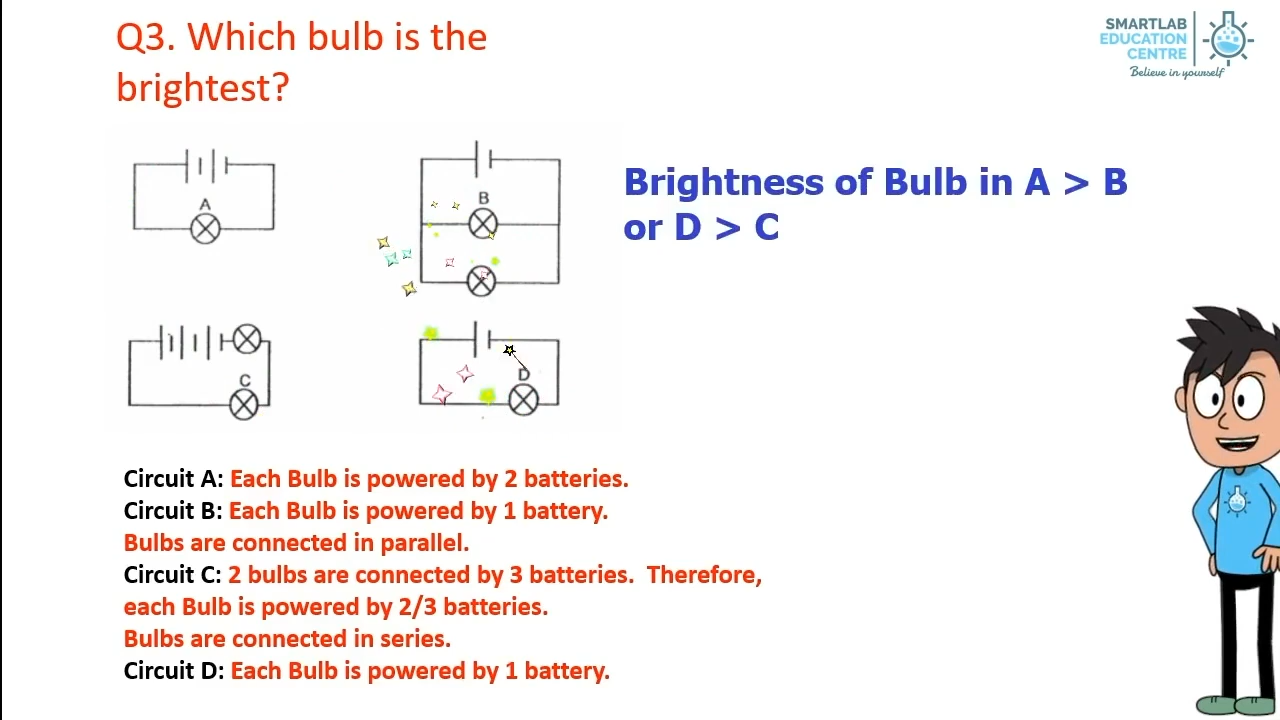 Q3. Which bulb is the
brightest?
SMARTLAB
EDUCATION
CENTRE
Believe in yourself
A
B
Brightness of Bulb in A > B
or D > C
C
D
Circuit A: Each Bulb is powered by 2 batteries.
Circuit B: Each Bulb is powered by 1 battery.
Bulbs are connected in parallel.
Circuit C: 2 bulbs are connected by 3 batteries. Therefore,
each Bulb is powered by 2/3 batteries.
Bulbs are connected in series.
Circuit D: Each Bulb is powered by 1 battery.